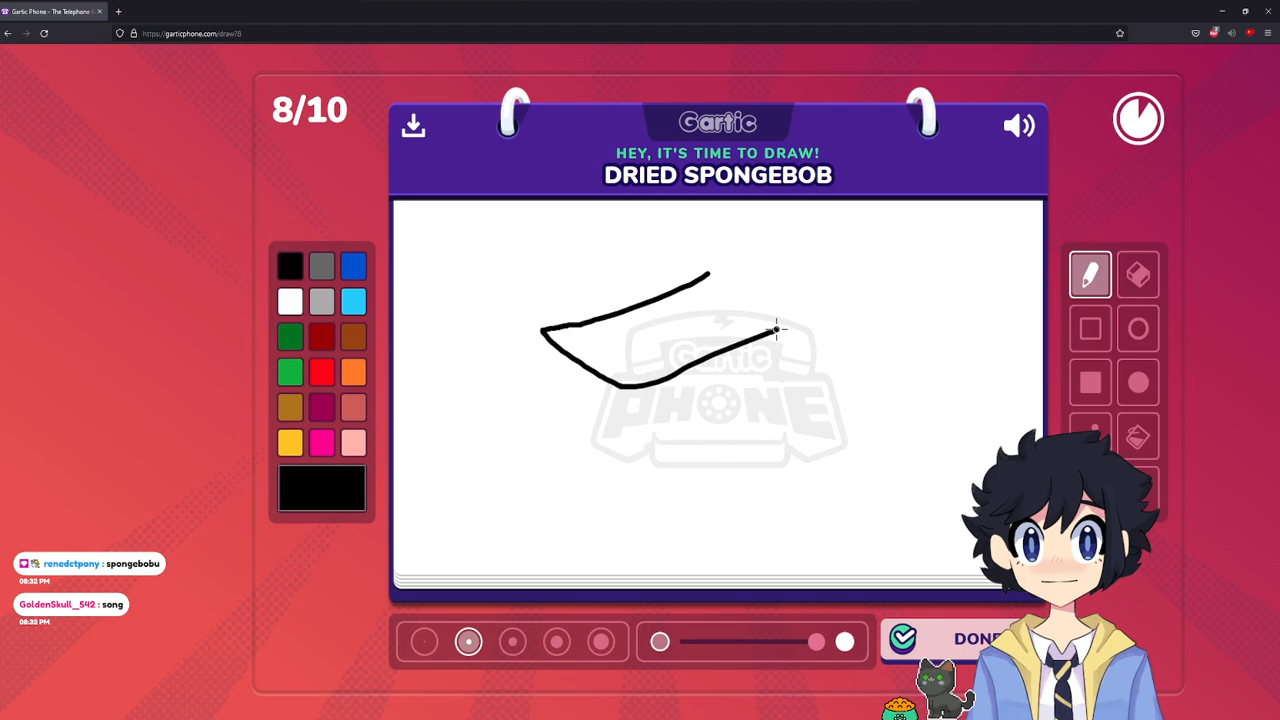 Gartic Phone - The Telephone G
https://garticphone.com/draw?8
8/10
Gartic
HEY, IT'S TIME TO DRAW!
DRIED SPONGEBOB
Gartic
PHONE
renedctpony : spongebobu
08:32 PM
GoldenSkull_542 : song
08:32 PM
DONE